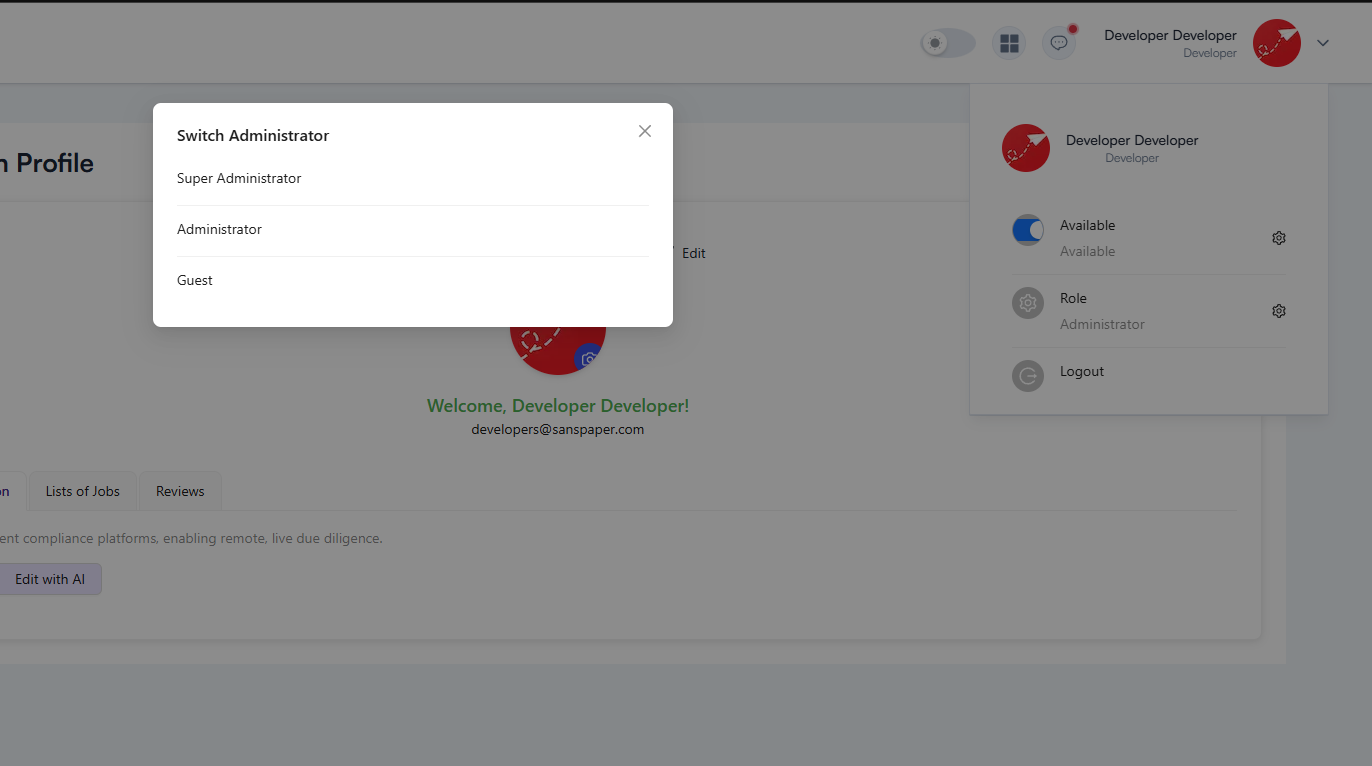 Developer Developer
Developer
Switch Administrator
Super Administrator
Administrator
Guest
Profile
Edit
Developer Developer
Developer
Available
Available
Role
Administrator
Logout
Welcome, Developer Developer!
developers@sanspaper.com
Lists of Jobs
Reviews
compliance platforms, enabling remote, live due diligence.
Edit with AI